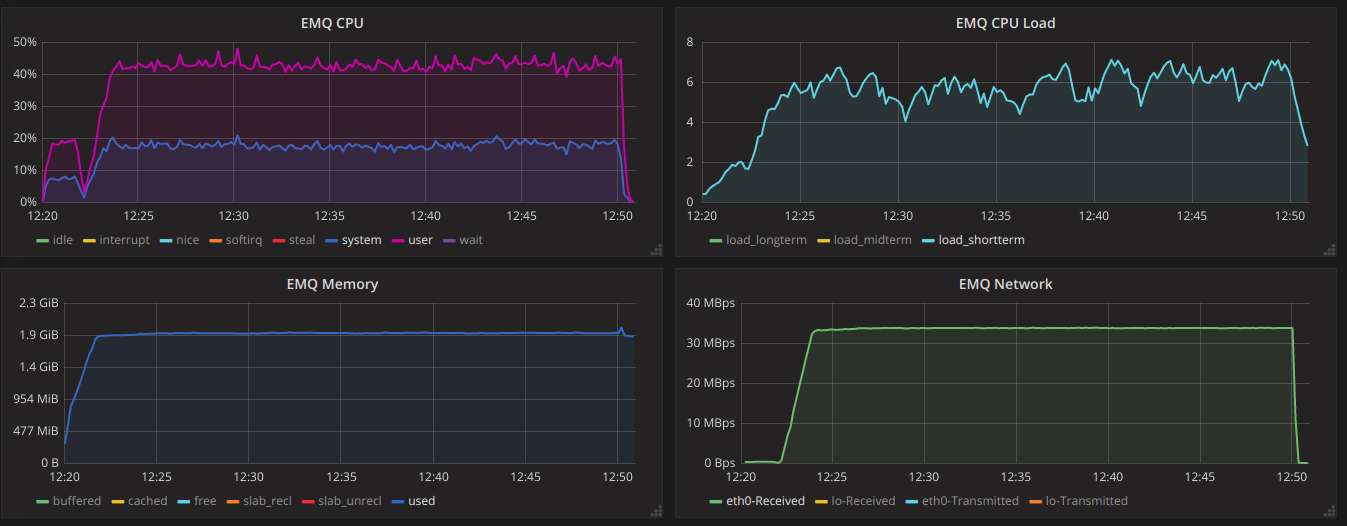 EMQ CPU
50%
40%
30%
20%
10%
0%
12:20 12:25 12:30 12:35 12:40 12:45 12:50
idle interrupt nice softirq steal system user wait
EMQ CPU Load
8
6
4
2
0
12:20 12:25 12:30 12:35 12:40 12:45 12:50
load_longterm load_midterm load_shortterm
EMQ Memory
2.3 GiB
1.9 GiB
1.4 GiB
954 MiB
477 MiB
0 B
12:20 12:25 12:30 12:35 12:40 12:45 12:50
buffered cached free slab_recl slab_unrecl used
EMQ Network
40 MBps
30 MBps
20 MBps
10 MBps
0 Bps
12:20 12:25 12:30 12:35 12:40 12:45 12:50
eth0-Received lo-Received eth0-Transmitted lo-Transmitted